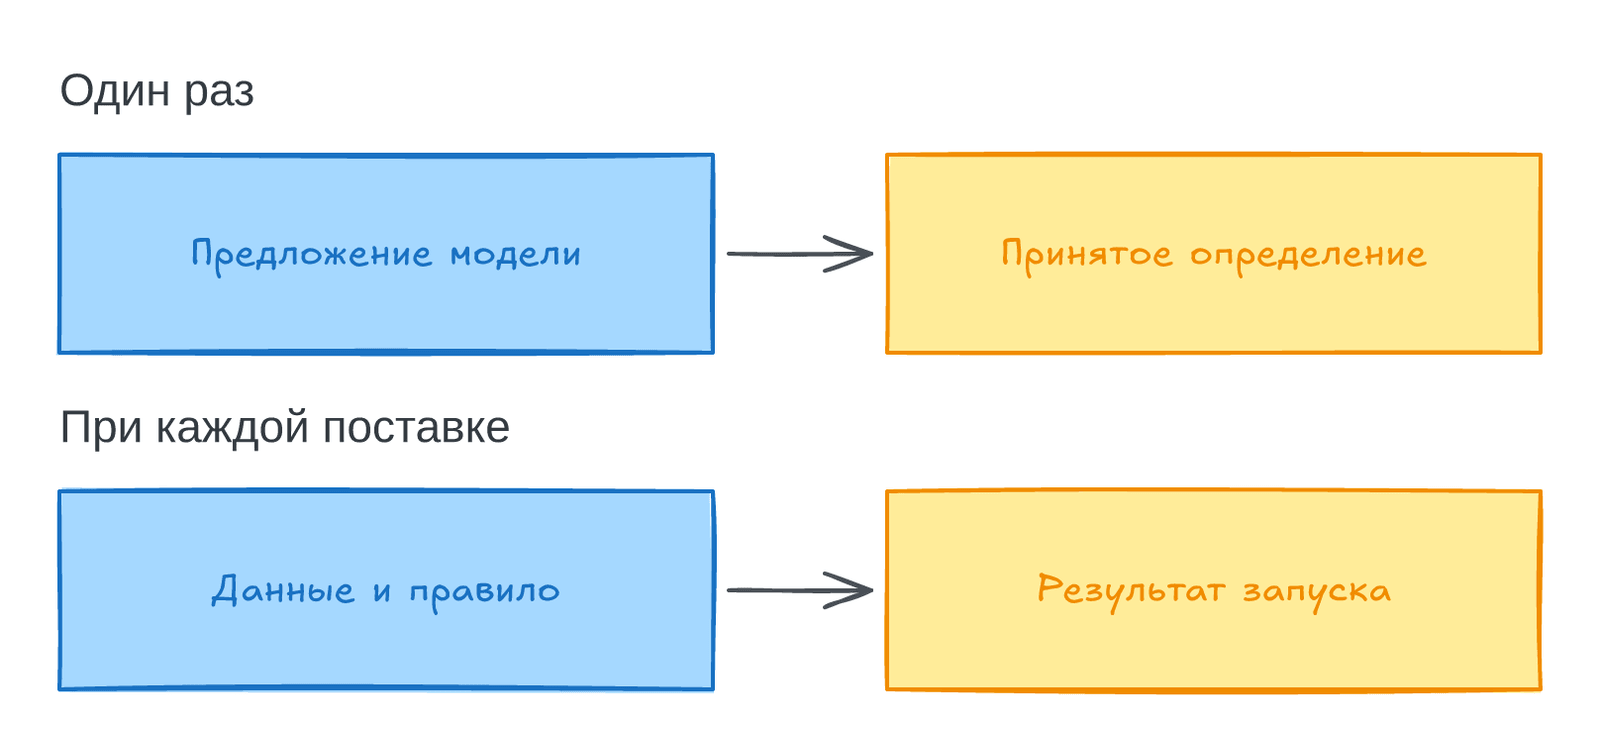 Один раз
Предложение модели
Принятое определение
При каждой поставке
Данные и правило
Результат запуска